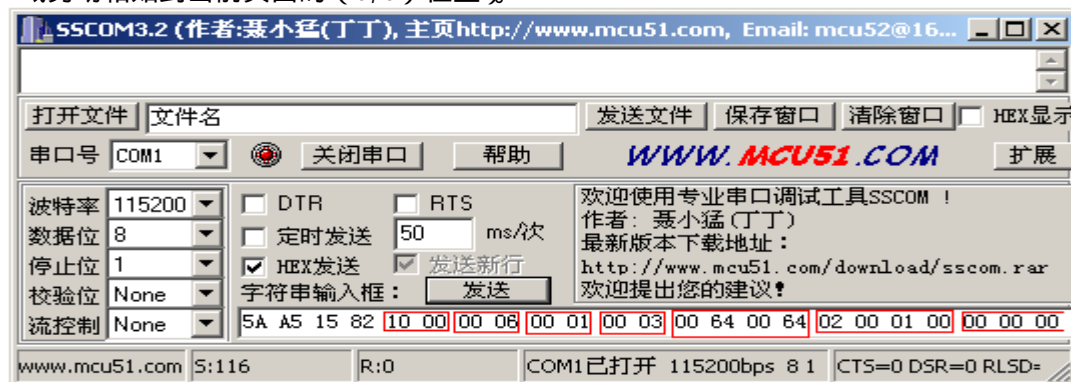 SSCOM3.2 (作者:聂小猛(丁丁), 主页http://www.mcu51.com, Email: mcu52@16...
打开文件 文件名 发送文件 保存窗口 清除窗口 HEX显示
串口号 COM1 关闭串口 帮助 WWW.MCU51.COM 扩展
波特率 115200 DTR RTS 欢迎使用专业串口调试工具SSCOM !
作者: 聂小猛(丁丁)
数据位 8 定时发送 50 ms/次 最新版本下载地址:
停止位 1 HEX发送 发送新行 http://www.mcu51.com/download/sscom.rar
校验位 None 字符串输入框: 发送 欢迎提出您的建议!
流控制 None 5A A5 15 82 10 00 00 06 00 01 00 03 00 64 00 64 02 00 01 00 00 00 00
www.mcu51.com S:116 R:0 COM1已打开 115200bps 8 1 CTS=0 DSR=0 RLSD=